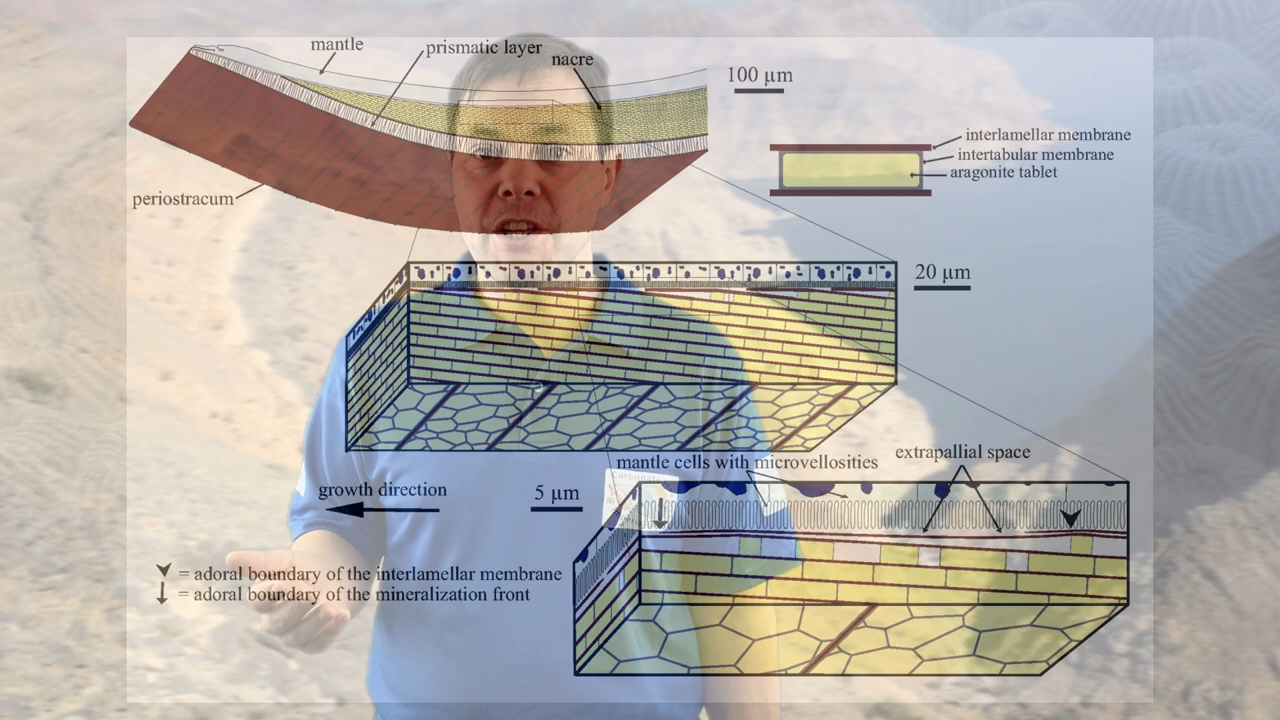 mantle
prismatic layer
nacre
100 µm
interlamellar membrane
intertabular membrane
aragonite tablet
periostracum
20 µm
extrapallial space
mantle cells with microvellosities
Carbonate
growth direction
5 µm
= adoral boundary of the interlamellar membrane
= adoral boundary of the mineralization front